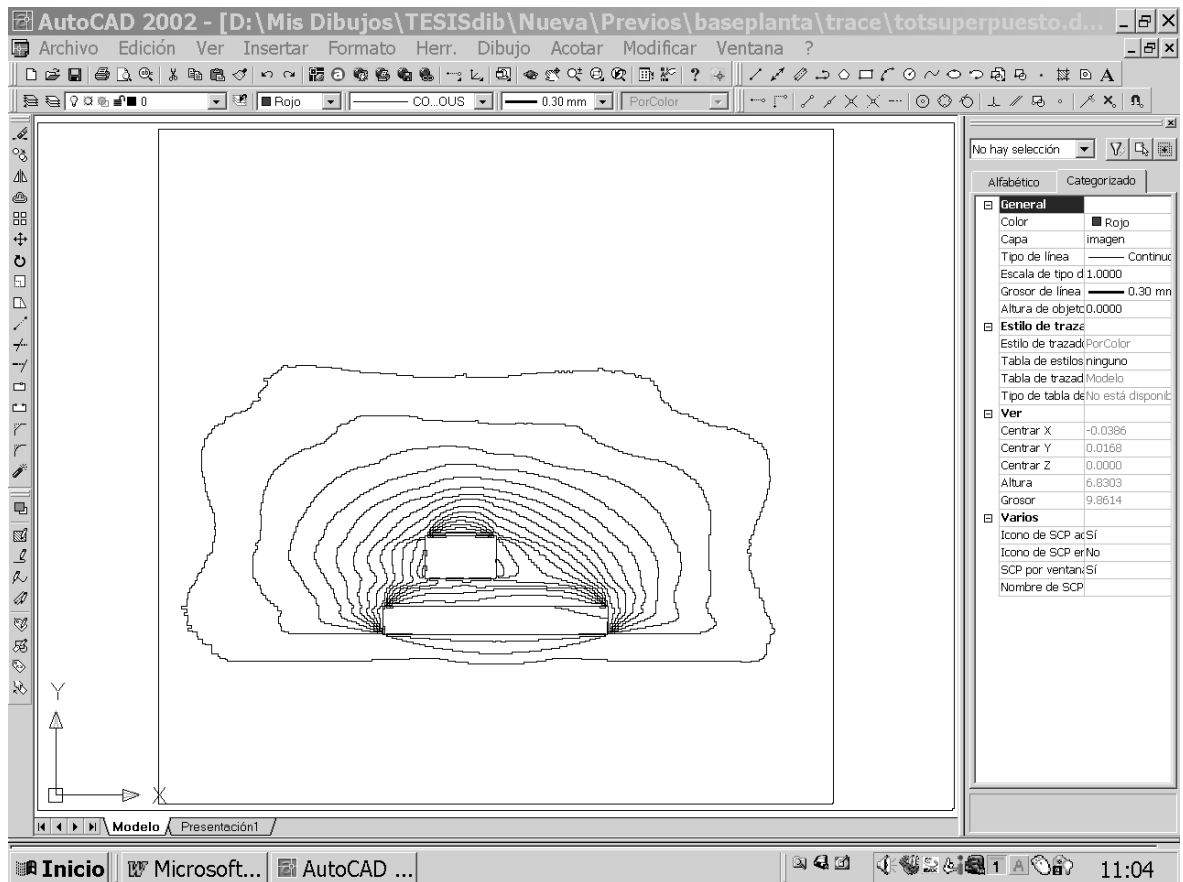 AutoCAD 2002 - [D:\Mis Dibujos\TESISdib\Nueva\Previos\baseplanta\trace\totsuperpuesto.d...
Archivo Edición Ver Insertar Formato Herr. Dibujo Acotar Modificar Ventana ?
0 Rojo CO...OUS 0.30 mm PorColor
No hay selección
Alfabético Categorizado
General
Color Rojo
Capa imagen
Tipo de línea Continuo
Escala de tipo d 1.0000
Grosor de línea 0.30 mm
Altura de objeto 0.0000
Estilo de traza
Estilo de trazado PorColor
Tabla de estilos ninguno
Tabla de trazad Modelo
Tipo de tabla de No está disponib
Ver
Centrar X -0.0386
Centrar Y 0.0168
Centrar Z 0.0000
Altura 6.8303
Grosor 9.8614
Varios
Icono de SCP ac Sí
Icono de SCP en No
SCP por ventana Sí
Nombre de SCP
Y
X
Modelo Presentación1
Inicio Microsoft... AutoCAD ... 1 A 11:04